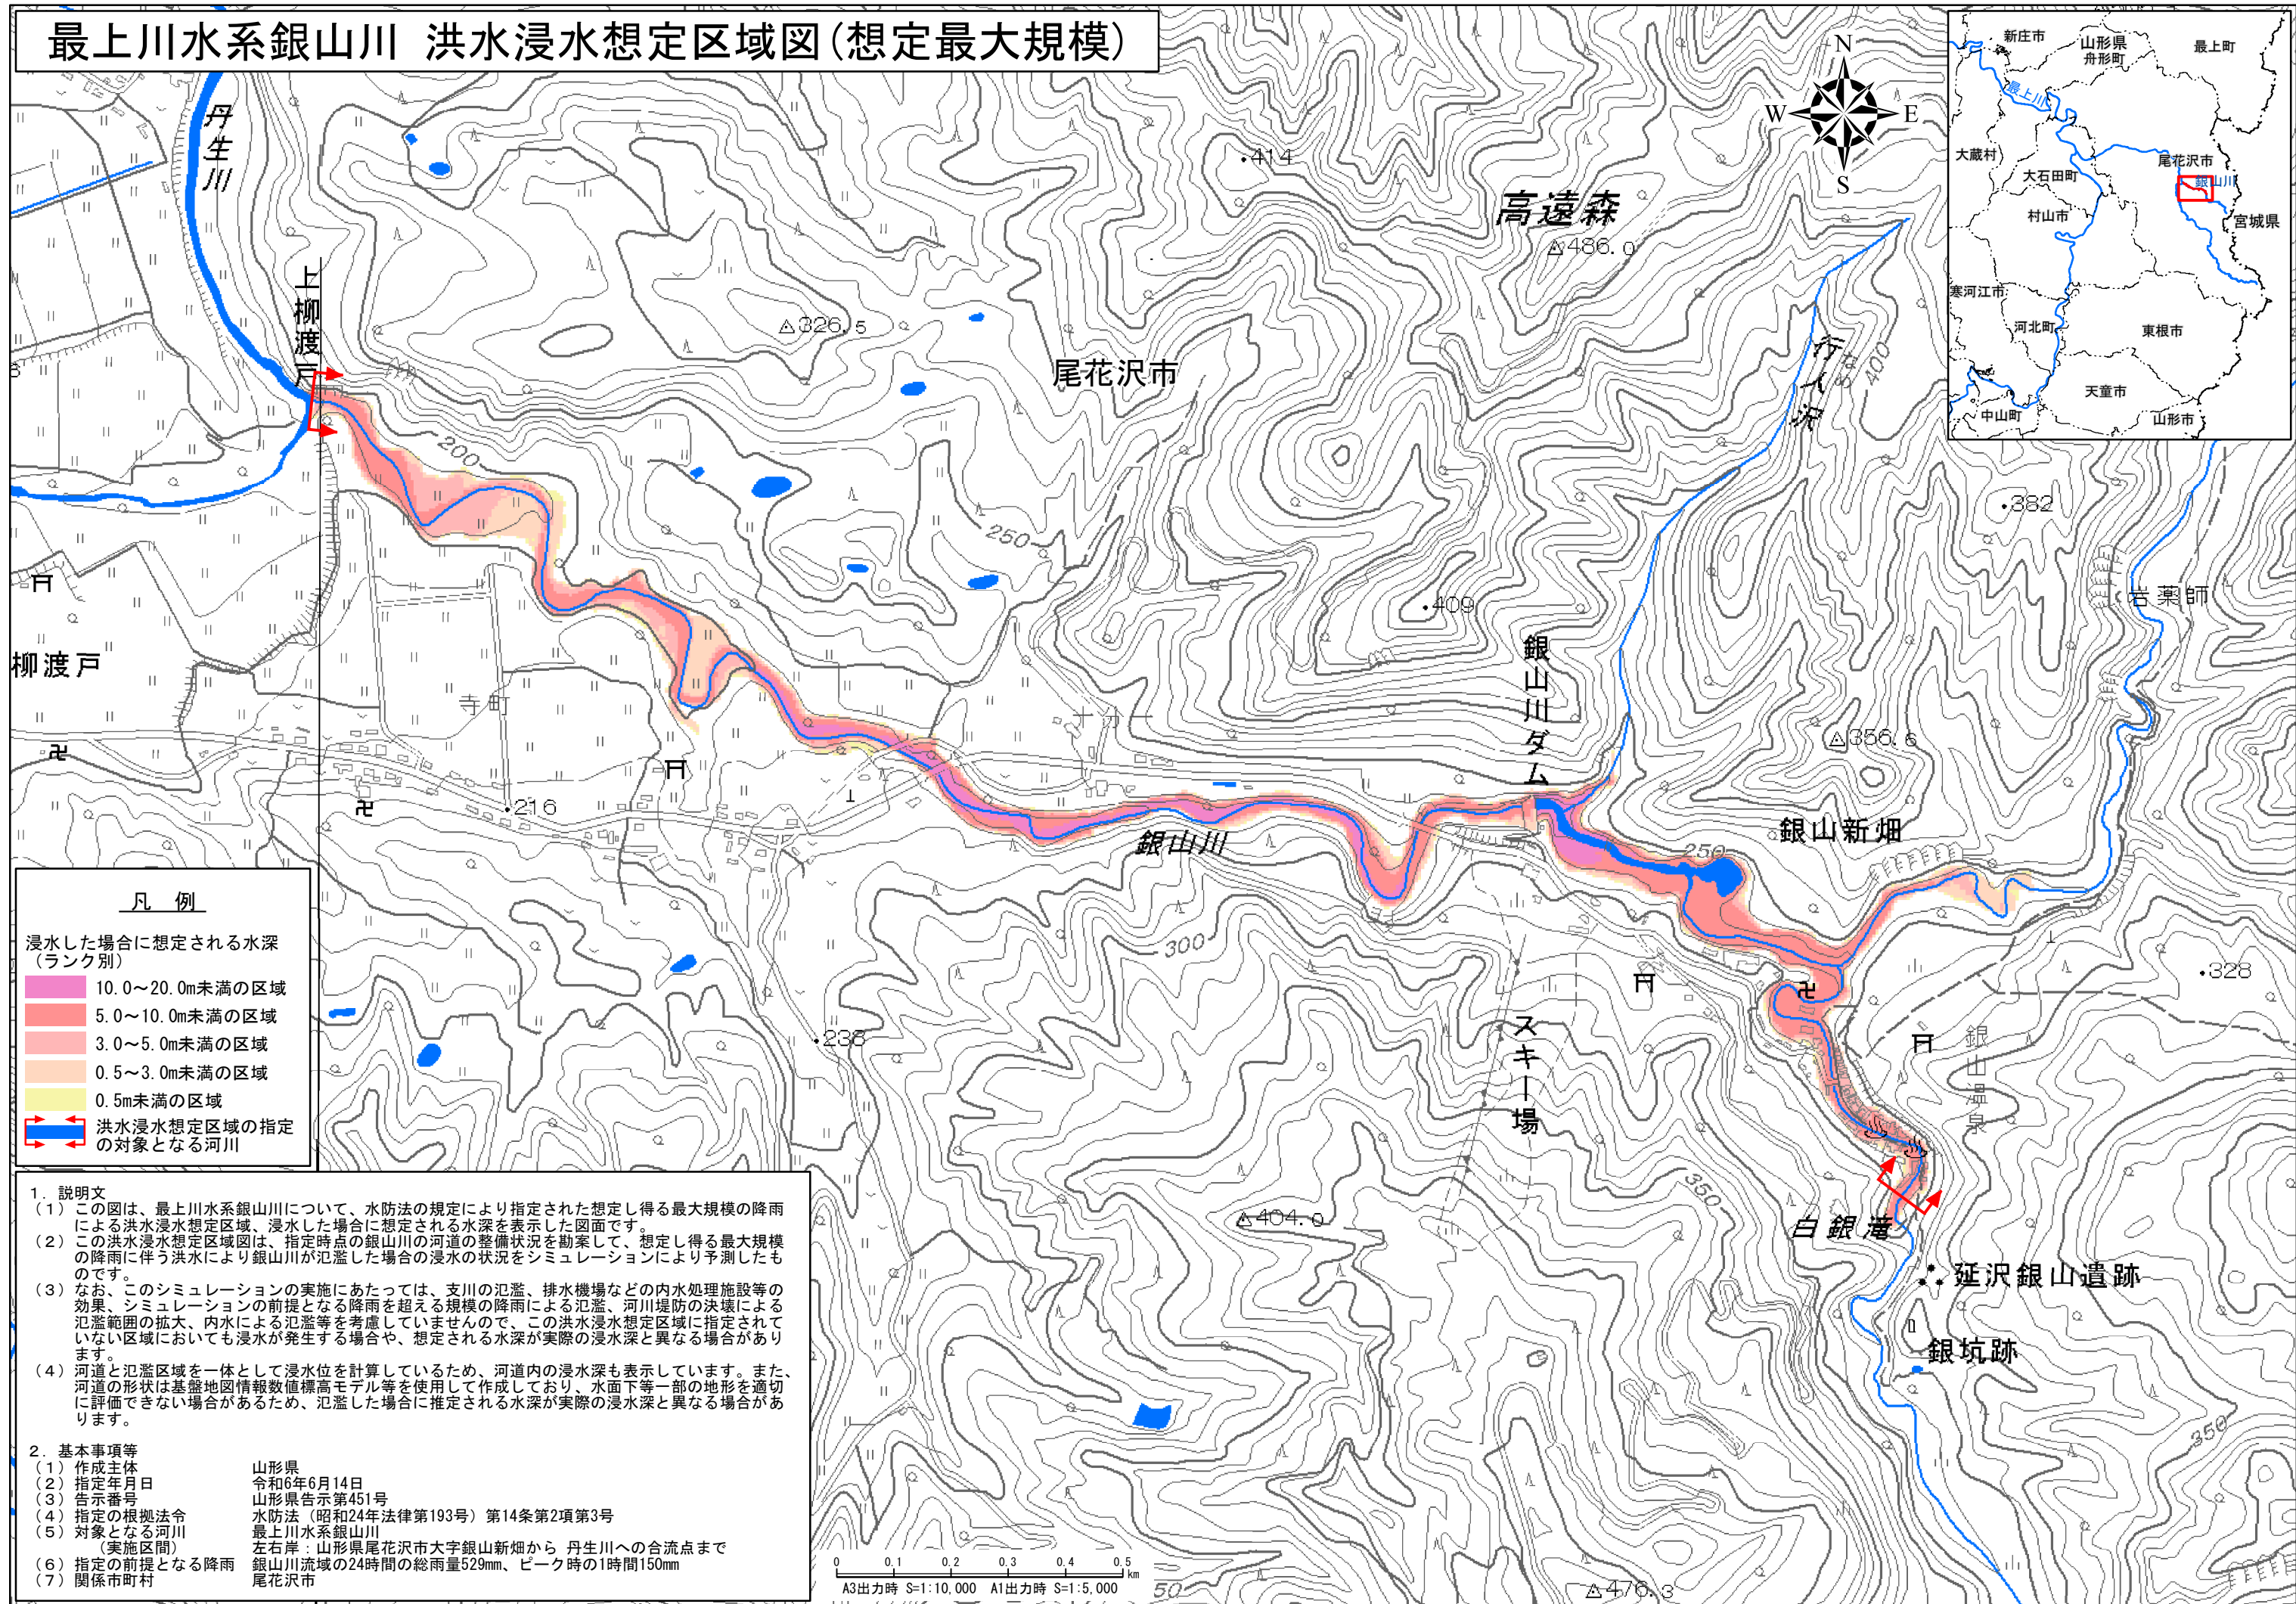 最上川水系銀山川 洪水浸水想定区域図(想定最大規模)
N
W
E
S
新庄市
山形県
舟形町
最上町
最上川
大蔵村
尾花沢市
大石田町
銀山川
村山市
宮城県
寒河江市
河北町
東根市
天童市
中山町
山形市
丹生川
上柳渡戸
・414
高遠森
△486.0
△326.5
尾花沢市
行イ沢
400
200
250
・382
・409
岩薬師
柳渡戸
銀山川ダム
寺町
十分一
△356.6
・216
銀山川
銀山新畑
250
300
・328
・238
スキー場
銀山温泉
350
△404.0
白銀滝
延沢銀山遺跡
銀坑跡
350
△476.3
50
凡 例
浸水した場合に想定される水深
(ランク別)
10.0～20.0m未満の区域
5.0～10.0m未満の区域
3.0～5.0m未満の区域
0.5～3.0m未満の区域
0.5m未満の区域
洪水浸水想定区域の指定
の対象となる河川
1. 説明文
(1) この図は、最上川水系銀山川について、水防法の規定により指定された想定し得る最大規模の降雨
による洪水浸水想定区域、浸水した場合に想定される水深を表示した図面です。
(2) この洪水浸水想定区域図は、指定時点の銀山川の河道の整備状況を勘案して、想定し得る最大規模
の降雨に伴う洪水により銀山川が氾濫した場合の浸水の状況をシミュレーションにより予測したも
のです。
(3) なお、このシミュレーションの実施にあたっては、支川の氾濫、排水機場などの内水処理施設等の
効果、シミュレーションの前提となる降雨を超える規模の降雨による氾濫、河川堤防の決壊による
氾濫範囲の拡大、内水による氾濫等を考慮していませんので、この洪水浸水想定区域に指定されて
いない区域においても浸水が発生する場合や、想定される水深が実際の浸水深と異なる場合があり
ます。
(4) 河道と氾濫区域を一体として浸水位を計算しているため、河道内の浸水深も表示しています。また、
河道の形状は基盤地図情報数値標高モデル等を使用して作成しており、水面下等一部の地形を適切
に評価できない場合があるため、氾濫した場合に推定される水深が実際の浸水深と異なる場合があ
ります。
2. 基本事項等
(1) 作成主体 山形県
(2) 指定年月日 令和6年6月14日
(3) 告示番号 山形県告示第451号
(4) 指定の根拠法令 水防法（昭和24年法律第193号）第14条第2項第3号
(5) 対象となる河川 最上川水系銀山川
(実施区間) 左右岸：山形県尾花沢市大字銀山新畑から 丹生川への合流点まで
(6) 指定の前提となる降雨 銀山川流域の24時間の総雨量529mm、ピーク時の1時間150mm
(7) 関係市町村 尾花沢市
0 0.1 0.2 0.3 0.4 0.5
km
A3出力時 S=1:10,000 A1出力時 S=1:5,000